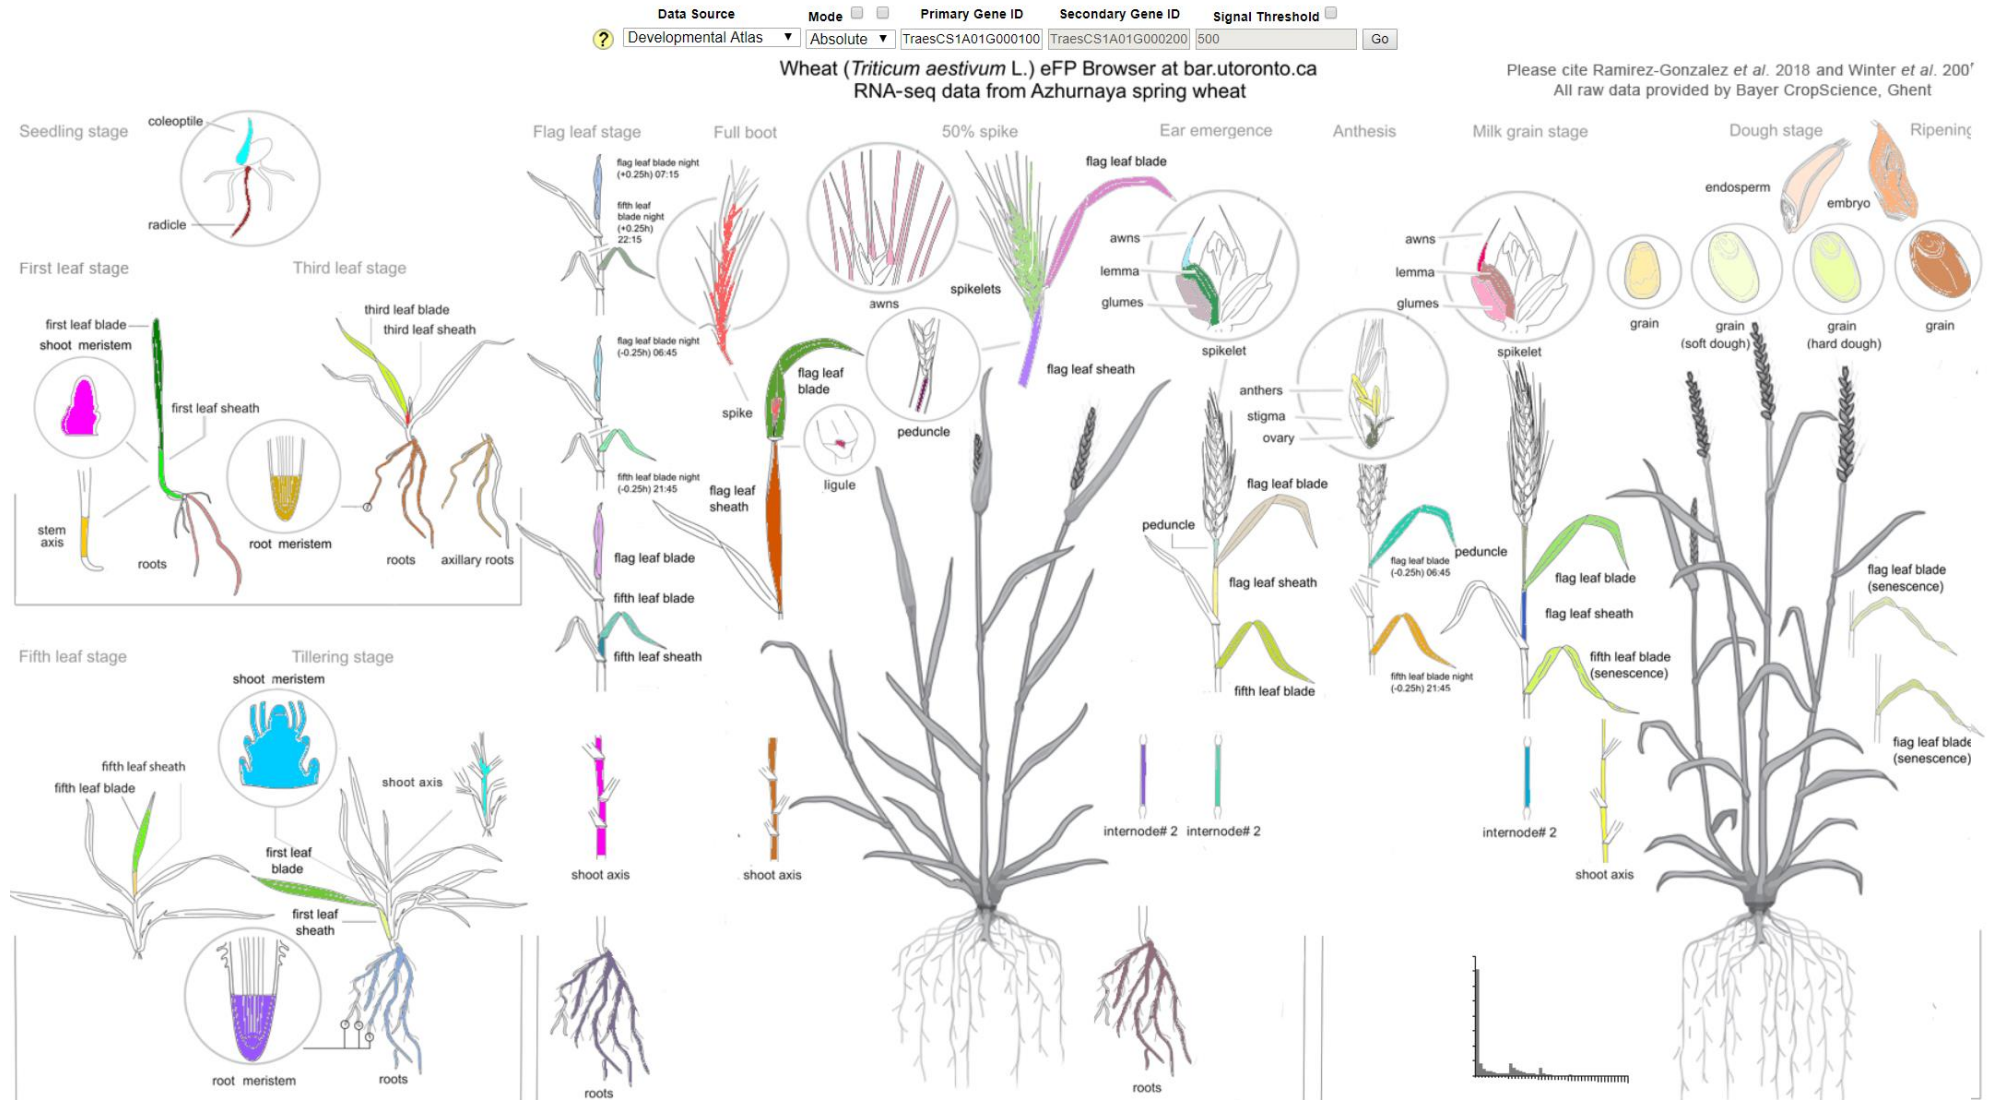 Data Source
Mode
Primary Gene ID
Secondary Gene ID
Signal Threshold
?
Developmental Atlas
Absolute
TraesCS1A01G000100
TraesCS1A01G000200
500
Go
Wheat (Triticum aestivum L.) eFP Browser at bar.utoronto.ca
RNA-seq data from Azhurnaya spring wheat
Please cite Ramirez-Gonzalez et al. 2018 and Winter et al. 200
All raw data provided by Bayer CropScience, Ghent
Seedling stage
coleoptile
radicle
First leaf stage
first leaf blade
shoot meristem
first leaf sheath
stem
axis
roots
Third leaf stage
third leaf blade
third leaf sheath
root meristem
roots
axillary roots
Fifth leaf stage
fifth leaf sheath
fifth leaf blade
Tillering stage
shoot meristem
shoot axis
first leaf
blade
first leaf
sheath
root meristem
roots
Flag leaf stage
flag leaf blade night
(+0.25h) 07:15
fifth leaf
blade night
(+0.25h)
22:15
flag leaf blade night
(-0.25h) 06:45
fifth leaf blade night
(-0.25h) 21:45
flag leaf blade
fifth leaf blade
fifth leaf sheath
shoot axis
roots
Full boot
spike
flag leaf
blade
ligule
flag leaf
sheath
shoot axis
50% spike
awns
spikelets
flag leaf blade
peduncle
flag leaf sheath
Ear emergence
awns
lemma
glumes
spikelet
flag leaf blade
peduncle
flag leaf sheath
fifth leaf blade
internode# 2
internode# 2
roots
Anthesis
anthers
stigma
ovary
flag leaf blade
(-0.25h) 06:45
fifth leaf blade night
(-0.25h) 21:45
Milk grain stage
awns
lemma
glumes
spikelet
grain
peduncle
flag leaf blade
flag leaf sheath
fifth leaf blade
(senescence)
internode# 2
shoot axis
Dough stage
endosperm
embryo
grain
(soft dough)
grain
(hard dough)
flag leaf blade
(senescence)
flag leaf blade
(senescence)
Ripening
grain